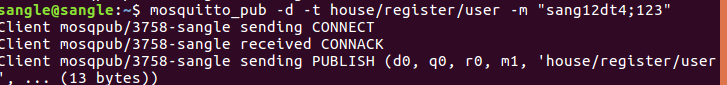 sangle@sangle:~$ mosquitto_pub -d -t house/register/user -m "sang12dt4;123"
Client mosqpub/3758-sangle sending CONNECT
Client mosqpub/3758-sangle received CONNACK
Client mosqpub/3758-sangle sending PUBLISH (d0, q0, r0, m1, 'house/register/user
', ... (13 bytes))